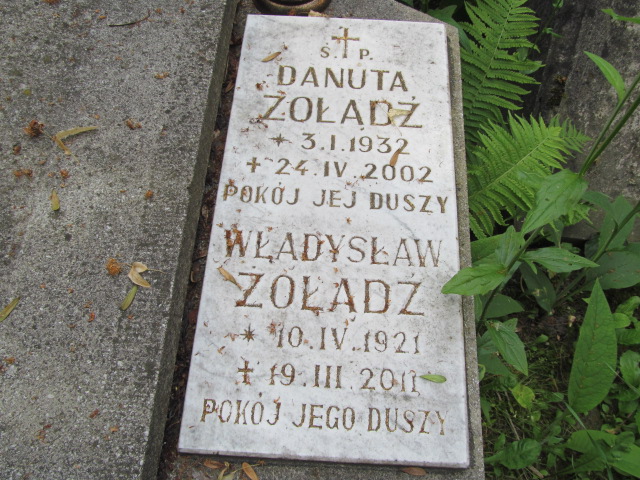 Ś. P.
DANUTA
ŻOŁĄDŹ
* 3.I.1932
+ 24.IV.2002
POKÓJ JEJ DUSZY
WŁADYSŁAW
ŻOŁĄDŹ
* 10.IV.1921
+ 19.III.2011
POKÓJ JEGO DUSZY